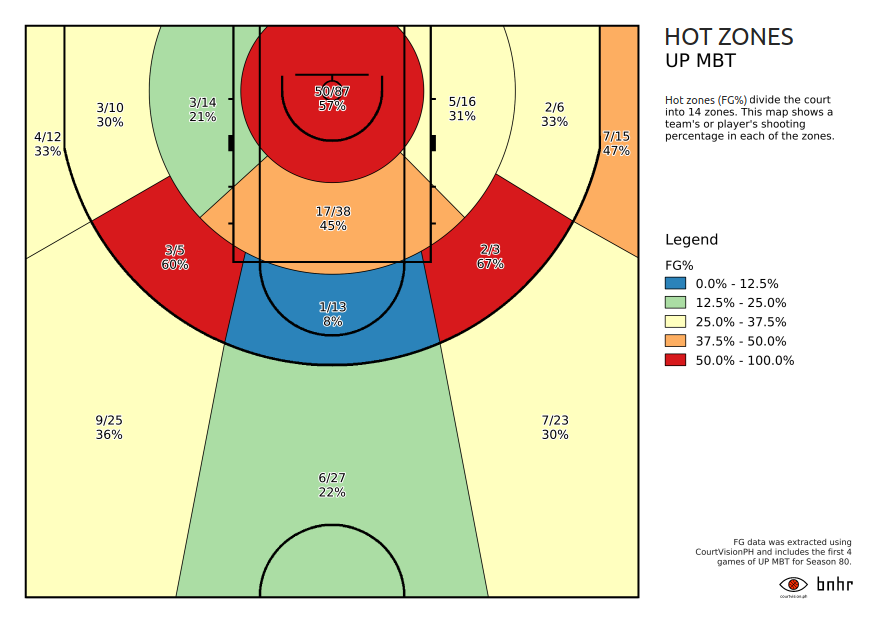 HOT ZONES
UP MBT
Hot zones (FG%) divide the court
into 14 zones. This map shows a
team's or player's shooting
percentage in each of the zones.
3/10
30%
3/14
21%
50/87
57%
5/16
31%
2/6
33%
4/12
33%
7/15
47%
17/38
45%
3/5
60%
2/3
67%
1/13
8%
9/25
36%
7/23
30%
6/27
22%
Legend
FG%
0.0% - 12.5%
12.5% - 25.0%
25.0% - 37.5%
37.5% - 50.0%
50.0% - 100.0%
FG data was extracted using
CourtVisionPH and includes the first 4
games of UP MBT for Season 80.
courtvision.ph
bnhr